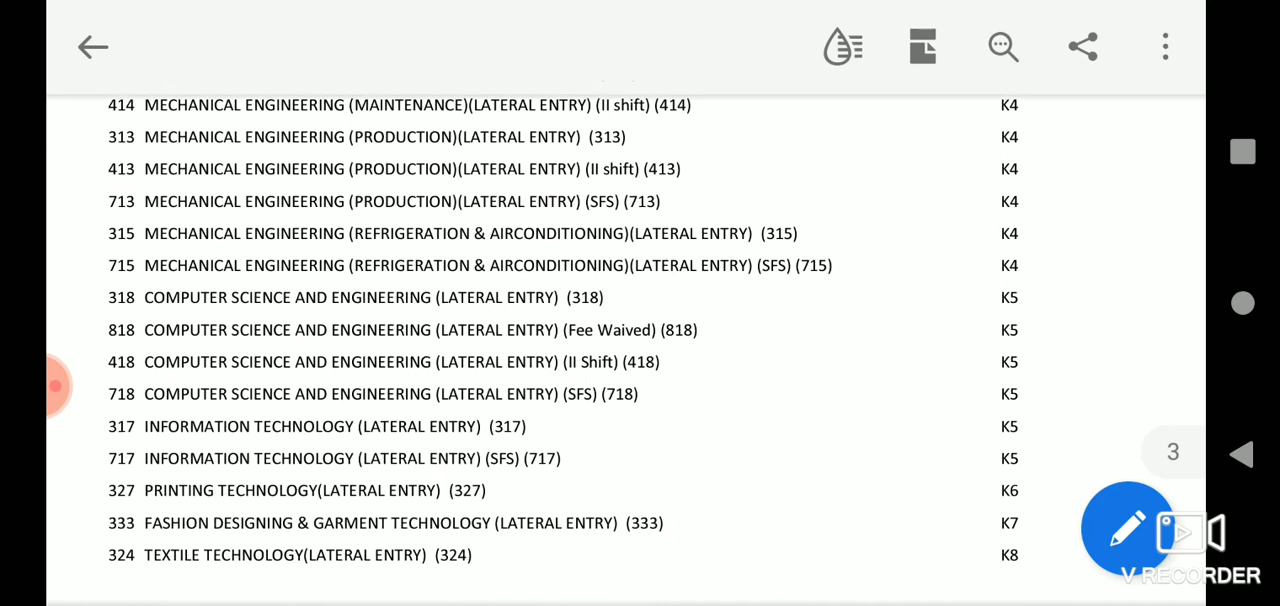 414 MECHANICAL ENGINEERING (MAINTENANCE)(LATERAL ENTRY) (II shift) (414) K4
313 MECHANICAL ENGINEERING (PRODUCTION)(LATERAL ENTRY) (313) K4
413 MECHANICAL ENGINEERING (PRODUCTION)(LATERAL ENTRY) (II shift) (413) K4
713 MECHANICAL ENGINEERING (PRODUCTION)(LATERAL ENTRY) (SFS) (713) K4
315 MECHANICAL ENGINEERING (REFRIGERATION & AIRCONDITIONING)(LATERAL ENTRY) (315) K4
715 MECHANICAL ENGINEERING (REFRIGERATION & AIRCONDITIONING)(LATERAL ENTRY) (SFS) (715) K4
318 COMPUTER SCIENCE AND ENGINEERING (LATERAL ENTRY) (318) K5
818 COMPUTER SCIENCE AND ENGINEERING (LATERAL ENTRY) (Fee Waived) (818) K5
418 COMPUTER SCIENCE AND ENGINEERING (LATERAL ENTRY) (II Shift) (418) K5
718 COMPUTER SCIENCE AND ENGINEERING (LATERAL ENTRY) (SFS) (718) K5
317 INFORMATION TECHNOLOGY (LATERAL ENTRY) (317) K5
717 INFORMATION TECHNOLOGY (LATERAL ENTRY) (SFS) (717) K5
3
327 PRINTING TECHNOLOGY(LATERAL ENTRY) (327) K6
333 FASHION DESIGNING & GARMENT TECHNOLOGY (LATERAL ENTRY) (333) K7
324 TEXTILE TECHNOLOGY(LATERAL ENTRY) (324) K8
V RECORDER